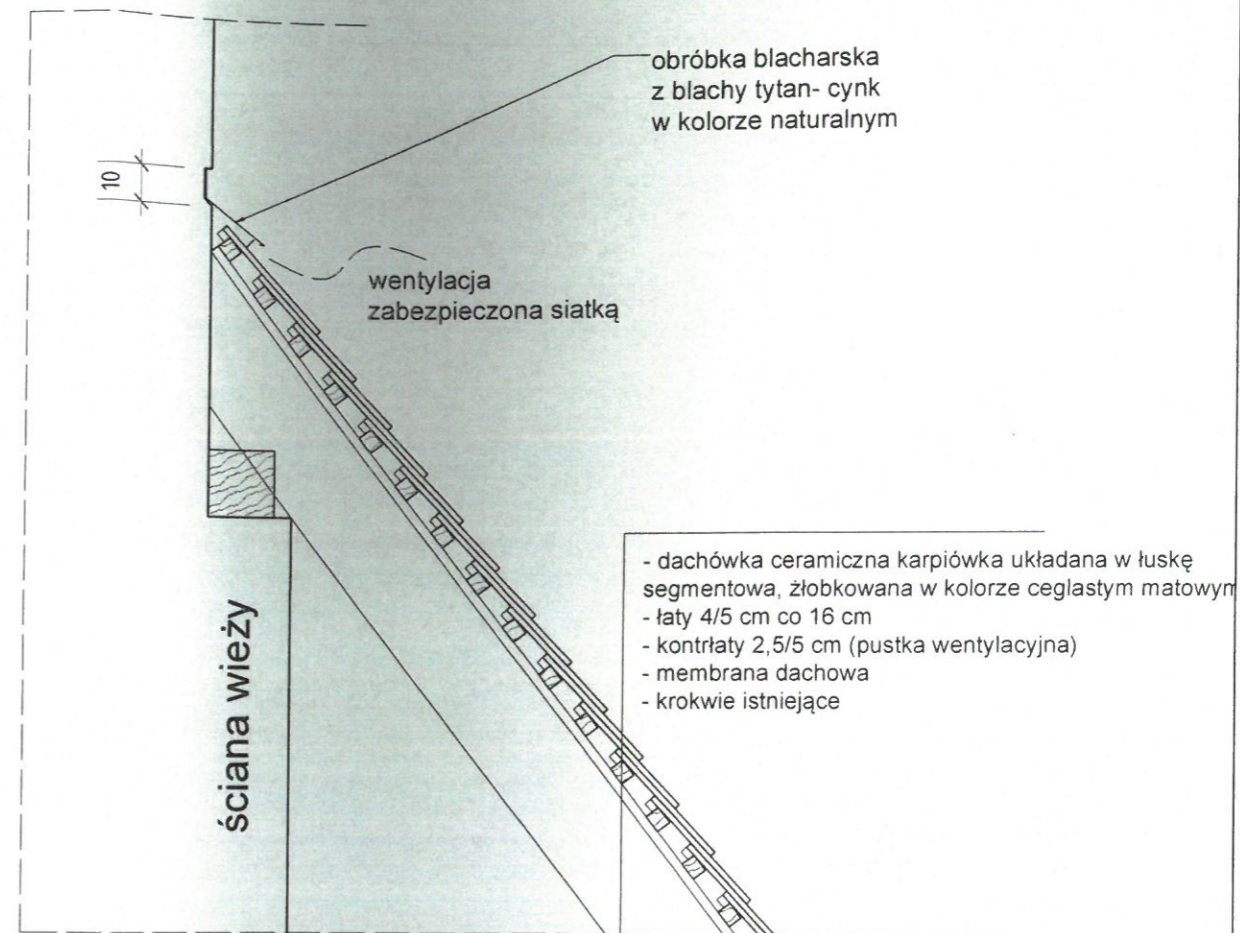 obróbka blacharska
z blachy tytan- cynk
w kolorze naturalnym
10
wentylacja
zabezpieczona siatką
- dachówka ceramiczna karpiówka układana w łuskę
segmentowa, żłobkowana w kolorze ceglastym matowym
- łaty 4/5 cm co 16 cm
- kontrłaty 2,5/5 cm (pustka wentylacyjna)
- membrana dachowa
- krokwie istniejące
ściana wieży